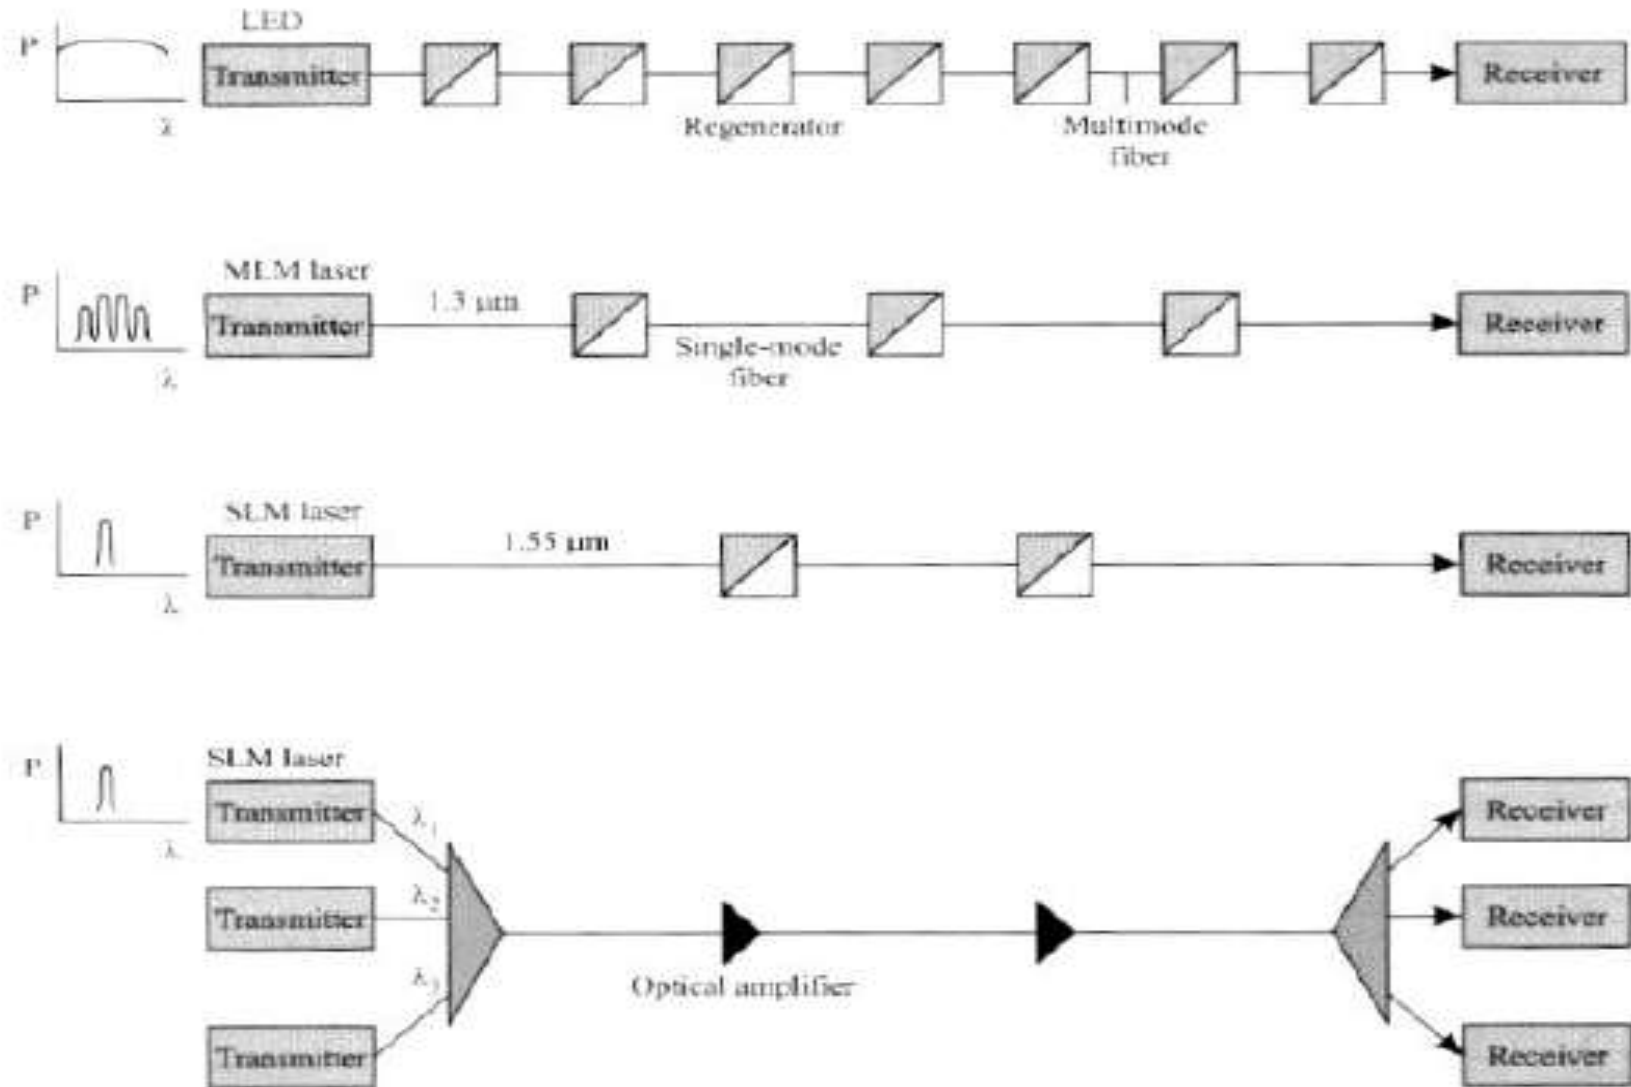 LED
P
Transmitter
Receiver
λ
Regenerator
Multimode
fiber
MLM laser
P
Transmitter
1.3 μm
Receiver
Single-mode
fiber
λ
SLM laser
P
Transmitter
1.55 μm
Receiver
λ
SLM laser
P
Transmitter
λ1
Receiver
λ
λ2
Transmitter
Receiver
λ3
Optical amplifier
Transmitter
Receiver